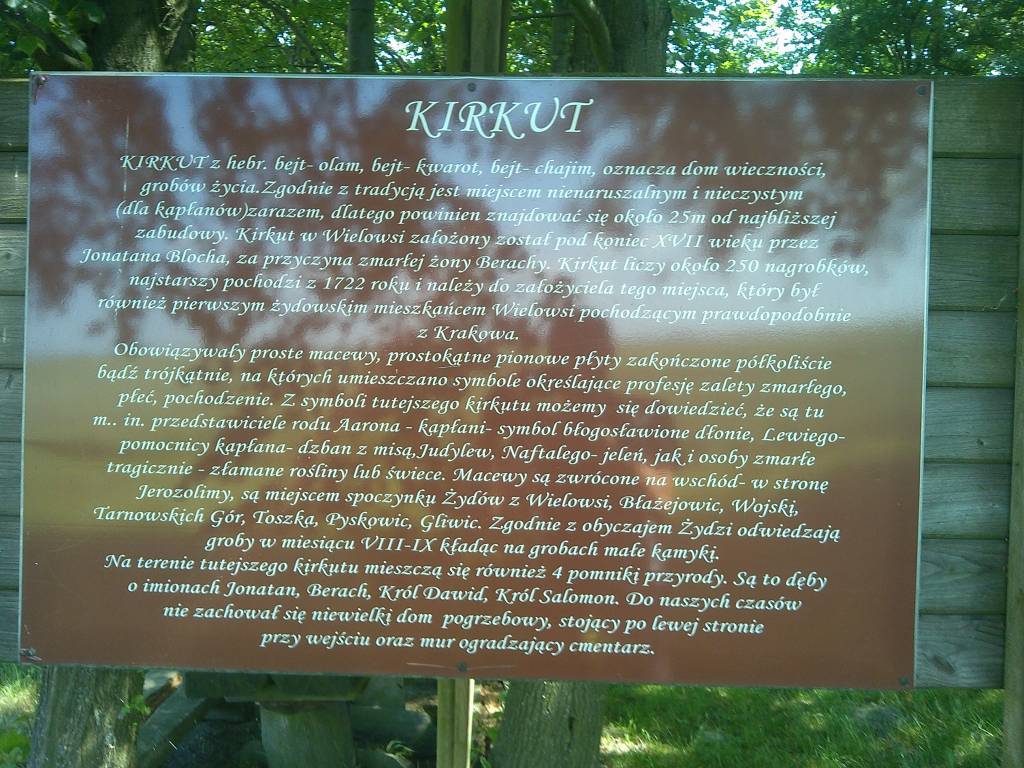 KIRKUT
KIRKUT z hebr. bejt- olam, bejt- kwarot, bejt- chajim, oznacza dom wieczności,
grobów życia.Zgodnie z tradycją jest miejscem nienaruszalnym i nieczystym
(dla kapłanów)zarazem, dlatego powinien znajdować się około 25m od najbliższej
zabudowy. Kirkut w Wielowsi założony został pod koniec XVII wieku przez
Jonatana Blocha, za przyczyna zmarłej żony Berachy. Kirkut liczy około 250 nagrobków,
najstarszy pochodzi z 1722 roku i należy do założyciela tego miejsca, który był
również pierwszym żydowskim mieszkańcem Wielowsi pochodzącym prawdopodobnie
z Krakowa.
Obowiązywały proste macewy, prostokątne pionowe płyty zakończone półkoliście
bądź trójkątnie, na których umieszczano symbole określające profesję zalety zmarłego,
płeć, pochodzenie. Z symboli tutejszego kirkutu możemy się dowiedzieć, że są tu
m.. in. przedstawiciele rodu Aarona - kapłani- symbol błogosławione dłonie, Lewiego-
pomocnicy kapłana- dzban z misą,Judylew, Naftalego- jeleń, jak i osoby zmarłe
tragicznie - złamane rośliny lub świece. Macewy są zwrócone na wschód- w stronę
Jerozolimy, są miejscem spoczynku Żydów z Wielowsi, Błażejowic, Wojski,
Tarnowskich Gór, Toszka, Pyskowic, Gliwic. Zgodnie z obyczajem Żydzi odwiedzają
groby w miesiącu VIII-IX kładąc na grobach małe kamyki.
Na terenie tutejszego kirkutu mieszczą się również 4 pomniki przyrody. Są to dęby
o imionach Jonatan, Berach, Król Dawid, Król Salomon. Do naszych czasów
nie zachował się niewielki dom pogrzebowy, stojący po lewej stronie
przy wejściu oraz mur ogradzający cmentarz.